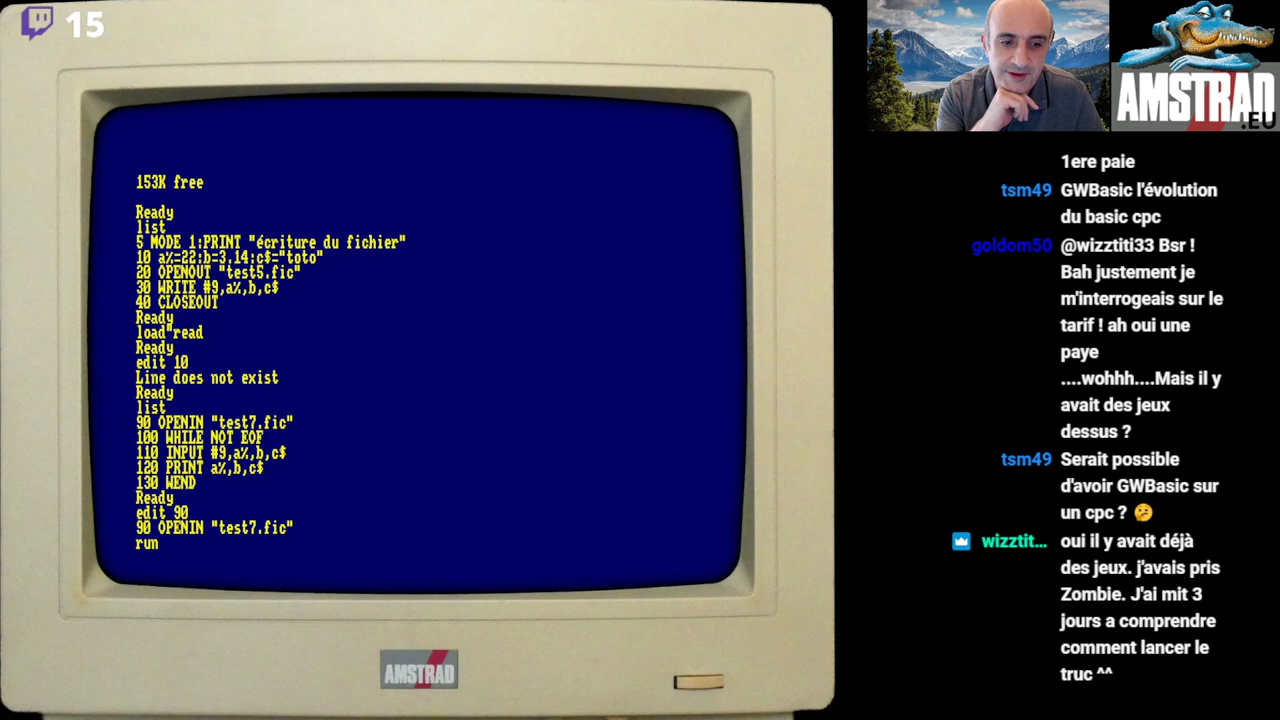 15
153K free
Ready
list
5 MODE 1:PRINT "écriture du fichier"
10 a%=22:b=3.14:c$="toto"
20 OPENOUT "test5.fic"
30 WRITE #9,a%,b,c$
40 CLOSEOUT
Ready
load"read
Ready
edit 10
Line does not exist
Ready
list
90 OPENIN "test7.fic"
100 WHILE NOT EOF
110 INPUT #9,a%,b,c$
120 PRINT a%,b,c$
130 WEND
Ready
edit 90
90 OPENIN "test7.fic"
run
AMSTRAD
AMSTRAD
.EU
1ere paie
tsm49 GWBasic l'évolution
du basic cpc
goldom50 @wizztiti33 Bsr !
Bah justement je
m'interrogeais sur le
tarif ! ah oui une
paye
....wohhh....Mais il y
avait des jeux
dessus ?
tsm49 Serait possible
d'avoir GWBasic sur
un cpc ? 🤔
wizztit... oui il y avait déjà
des jeux. j'avais pris
Zombie. J'ai mit 3
jours a comprendre
comment lancer le
truc ^^